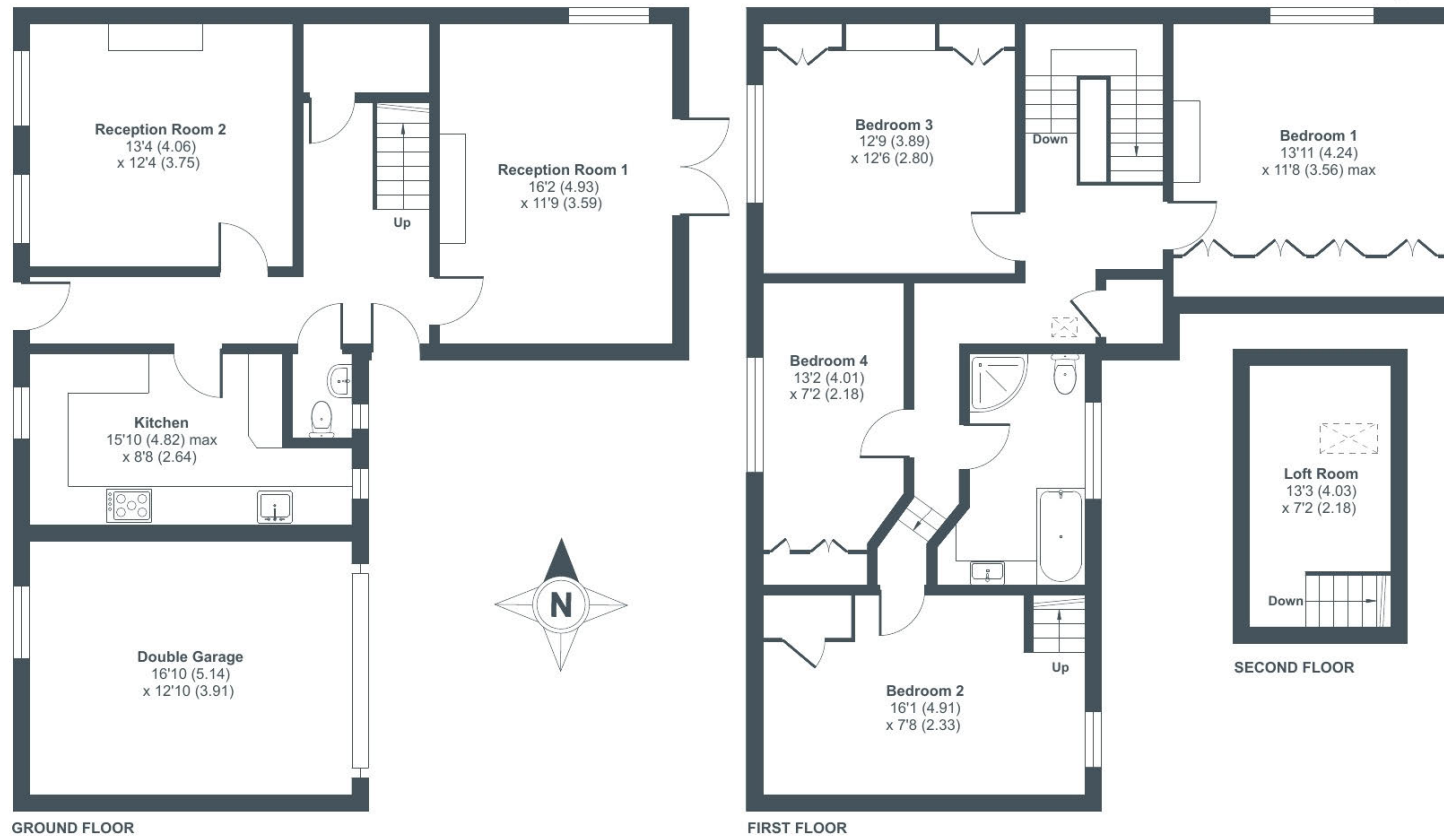 Reception Room 2
13'4 (4.06)
x 12'4 (3.75)
Up
Reception Room 1
16'2 (4.93)
x 11'9 (3.59)
Kitchen
15'10 (4.82) max
x 8'8 (2.64)
Double Garage
16'10 (5.14)
x 12'10 (3.91)
GROUND FLOOR
N
Bedroom 3
12'9 (3.89)
x 12'6 (2.80)
Down
Bedroom 1
13'11 (4.24)
x 11'8 (3.56) max
Bedroom 4
13'2 (4.01)
x 7'2 (2.18)
Bedroom 2
16'1 (4.91)
x 7'8 (2.33)
Up
FIRST FLOOR
Loft Room
13'3 (4.03)
x 7'2 (2.18)
Down
SECOND FLOOR